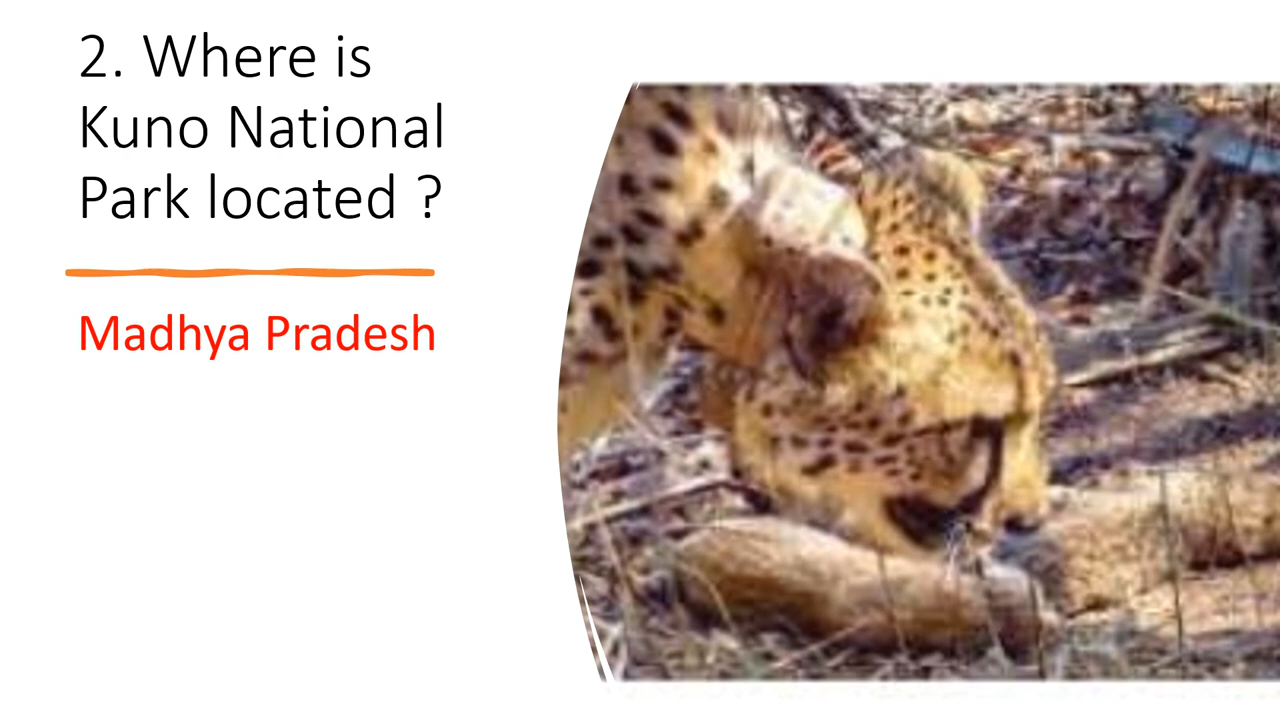 2. Where is
Kuno National
Park located ?
Madhya Pradesh